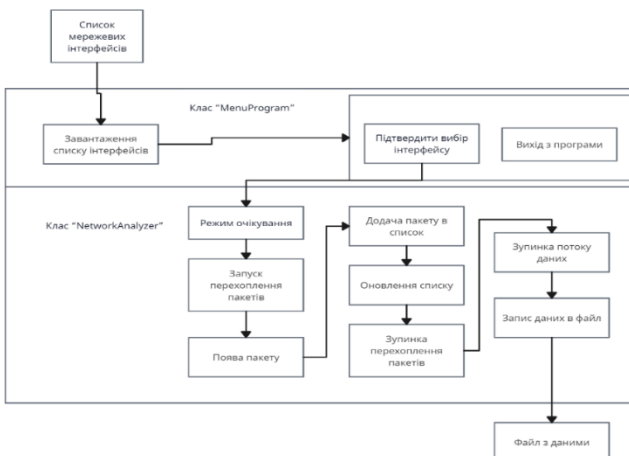 Список
мережевих
інтерфейсів
Клас "MenuProgram"
Завантаження
списку інтерфейсів
Підтвердити вибір
інтерфейсу
Вихід з програми
Клас "NetworkAnalyzer"
Режим очікування
Запуск
перехоплення
пакетів
Поява пакету
Додача пакету в
список
Оновлення списку
Зупинка
перехоплення
пакетів
Зупинка потоку
даних
Запис даних в файл
Файл з даними